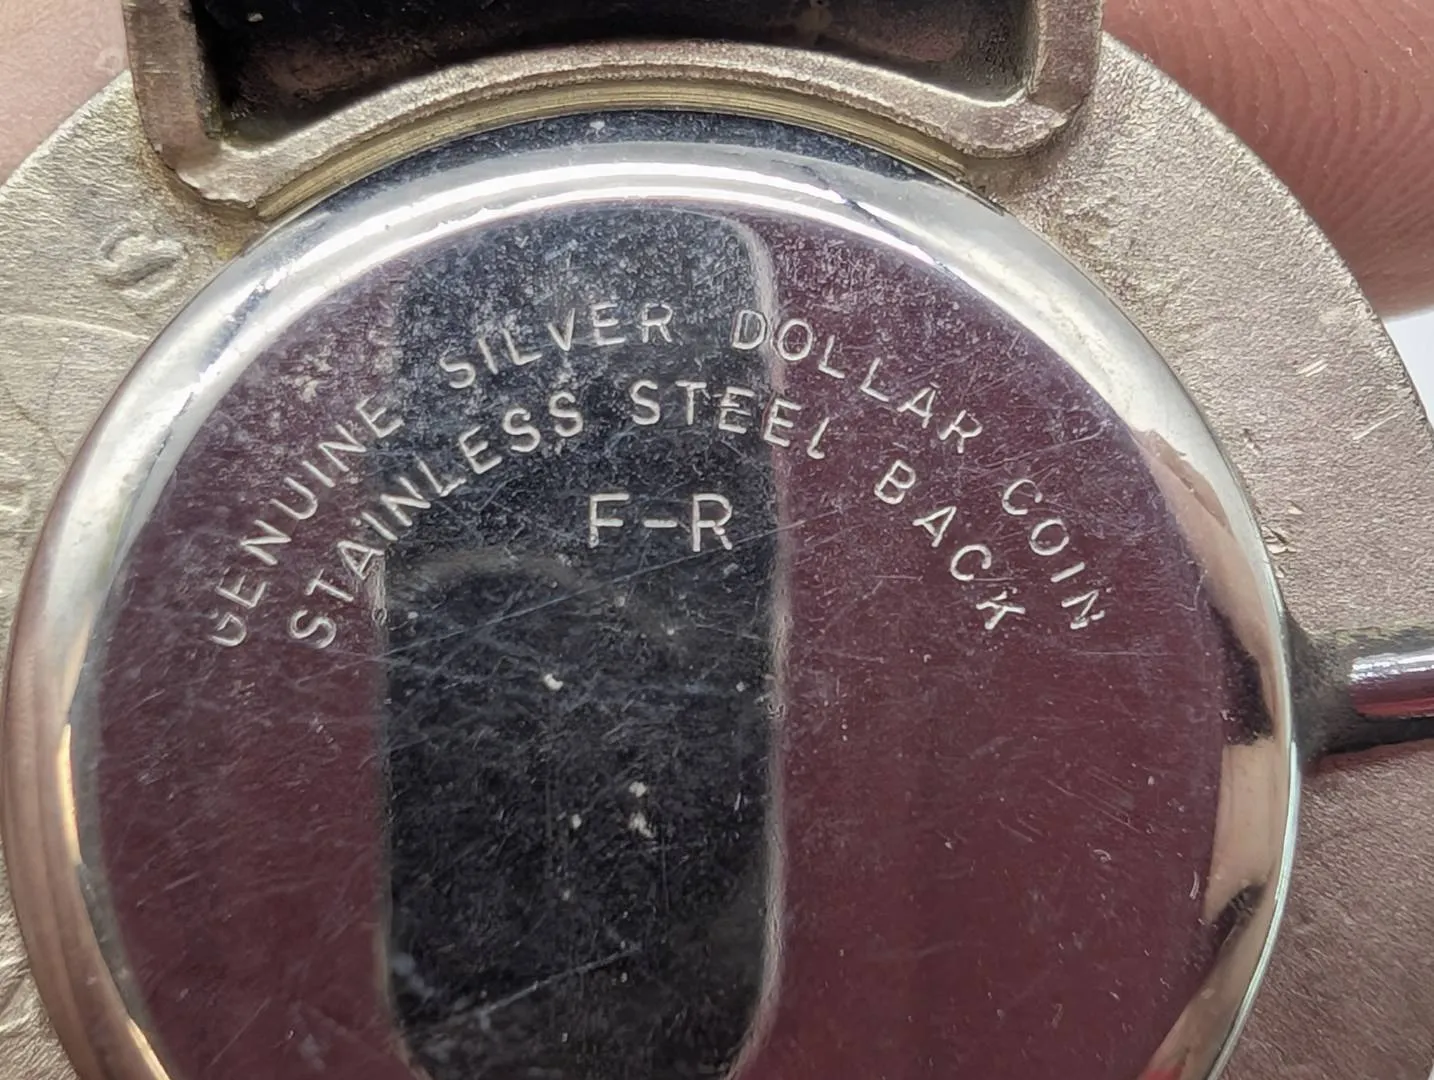 GENUINE SILVER DOLLAR COIN
STAINLESS STEEL BACK
F-R